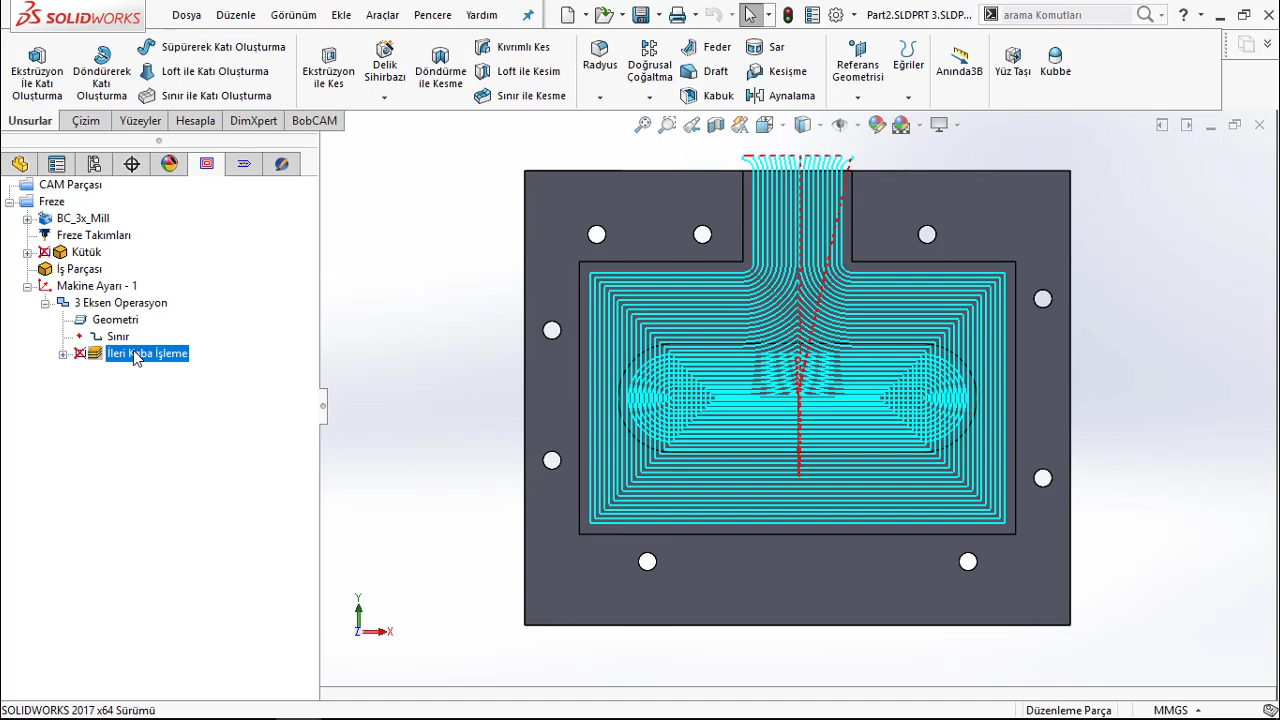 SOLIDWORKS
Dosya Düzenle Görünüm Ekle Araçlar Pencere Yardım
Part2.SLDPRT 3.SLDP...
arama Komutları
?
Ekstrüzyon ile Katı Oluşturma
Döndürerek Katı Oluşturma
Süpürerek Katı Oluşturma
Loft ile Katı Oluşturma
Sınır ile Katı Oluşturma
Ekstrüzyon ile Kes
Delik Sihirbazı
Döndürme ile Kesme
Kıvrımlı Kes
Loft ile Kesim
Sınır ile Kesme
Radyus
Doğrusal Çoğaltma
Feder
Draft
Kabuk
Sar
Kesişme
Aynalama
Referans Geometrisi
Eğriler
Anında3B
Yüz Taşı
Kubbe
Unsurlar Çizim Yüzeyler Hesapla DimXpert BobCAM
CAM Parçası
Freze
BC_3x_Mill
Freze Takımları
Kütük
İş Parçası
Makine Ayarı - 1
3 Eksen Operasyon
Geometri
Sınır
İleri Kaba İşleme
Y
Z X
SOLIDWORKS 2017 x64 Sürümü
Düzenleme Parça
MMGS